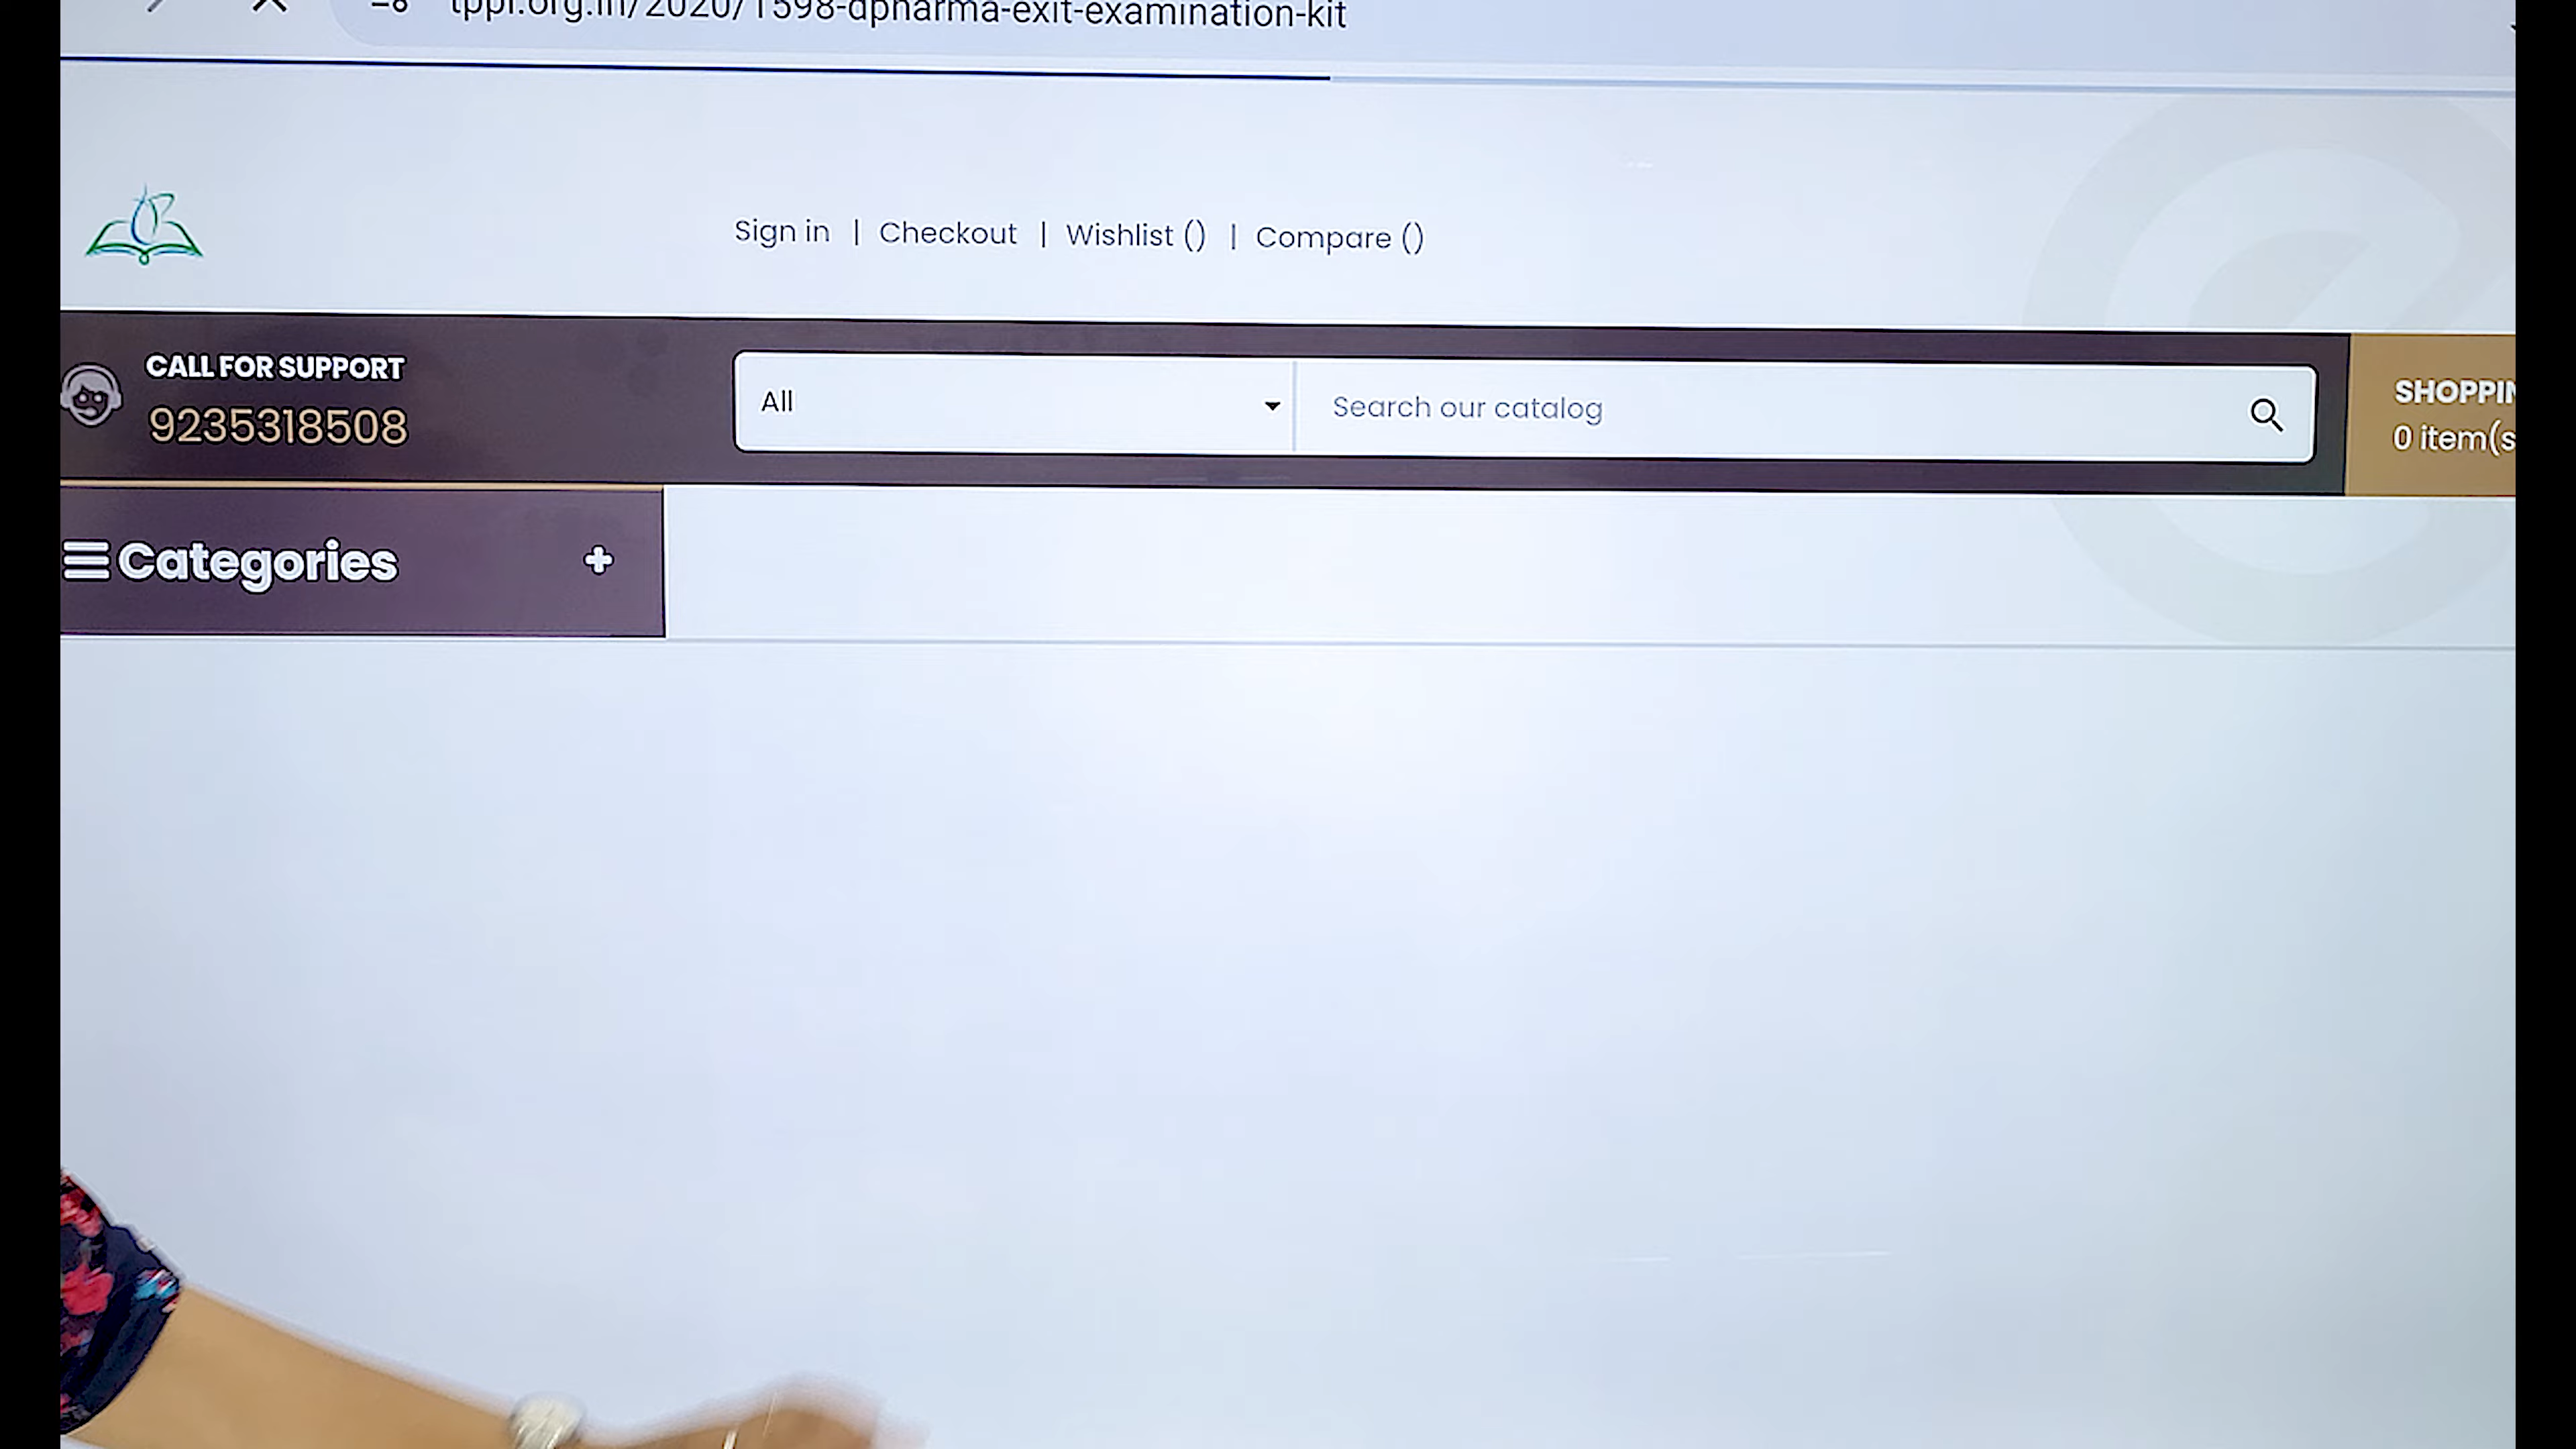 tppl.org.in/2020/1598-dpharma-exit-examination-kit
Sign in | Checkout | Wishlist () | Compare ()
CALL FOR SUPPORT
9235318508
All
Search our catalog
0 item(s
Categories